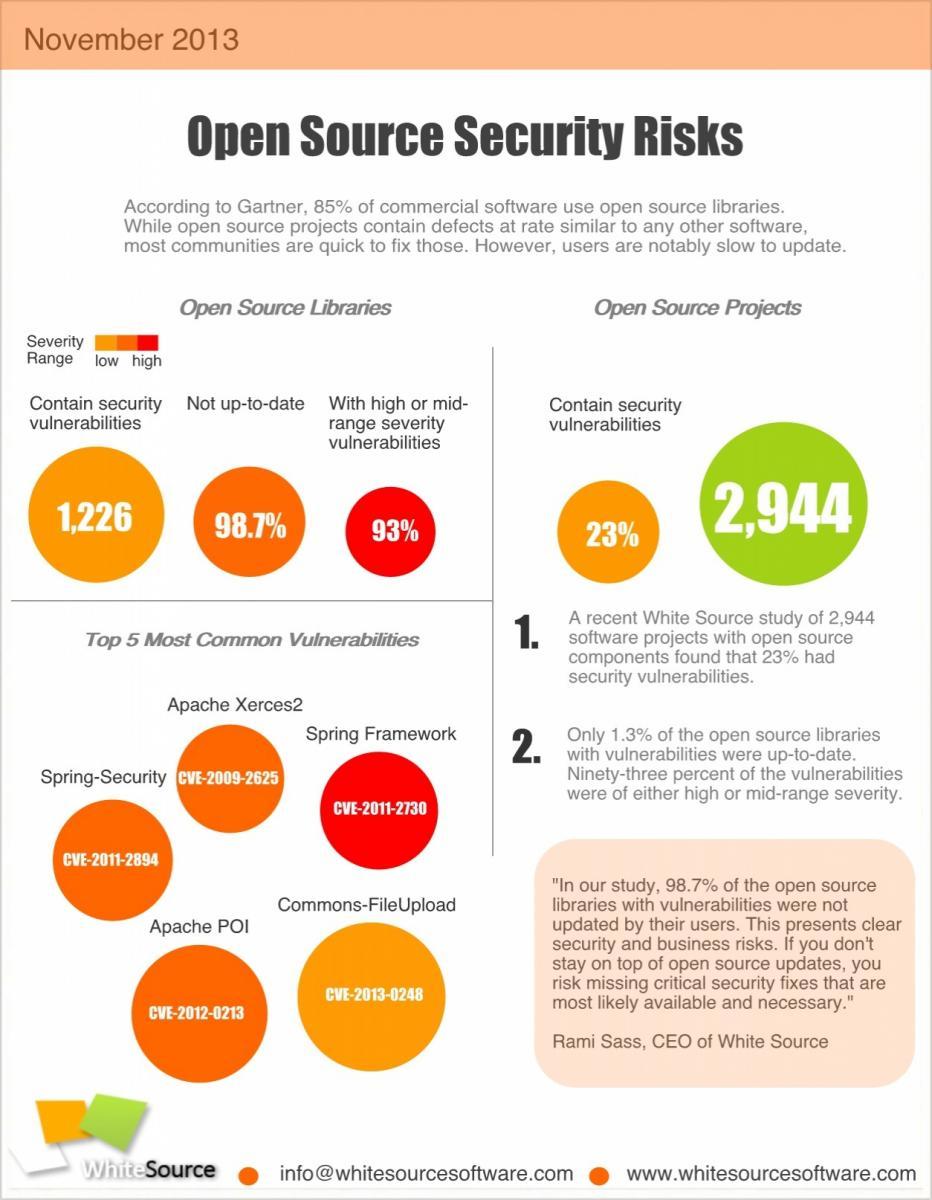 November 2013
Open Source Security Risks
According to Gartner, 85% of commercial software use open source libraries.
While open source projects contain defects at rate similar to any other software,
most communities are quick to fix those. However, users are notably slow to update.
Open Source Libraries
Severity
Range
low high
Contain security
vulnerabilities
1,226
Not up-to-date
98.7%
With high or mid-
range severity
vulnerabilities
93%
Open Source Projects
Contain security
vulnerabilities
23%
2,944
1.
A recent White Source study of 2,944
software projects with open source
components found that 23% had
security vulnerabilities.
2.
Only 1.3% of the open source libraries
with vulnerabilities were up-to-date.
Ninety-three percent of the vulnerabilities
were of either high or mid-range severity.
Top 5 Most Common Vulnerabilities
Apache Xerces2
CVE-2009-2625
Spring Framework
CVE-2011-2730
Spring-Security
CVE-2011-2894
Commons-FileUpload
CVE-2013-0248
Apache POI
CVE-2012-0213
"In our study, 98.7% of the open source
libraries with vulnerabilities were not
updated by their users. This presents clear
security and business risks. If you don't
stay on top of open source updates, you
risk missing critical security fixes that are
most likely available and necessary."
Rami Sass, CEO of White Source
WhiteSource
info@whitesourcesoftware.com
www.whitesourcesoftware.com